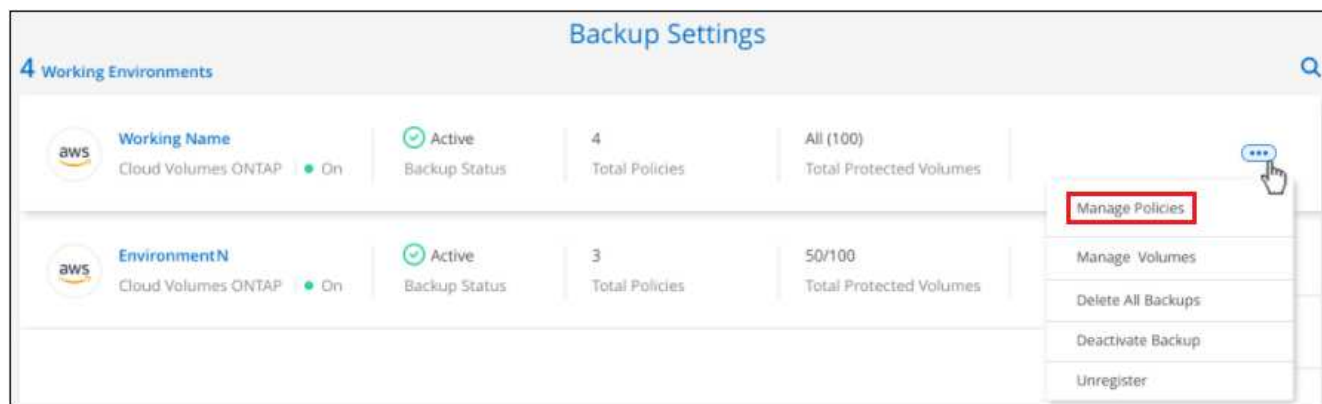 Backup Settings
4 Working Environments
aws
Working Name
Cloud Volumes ONTAP
On
Active
Backup Status
4
Total Policies
All (100)
Total Protected Volumes
Manage Policies
Manage Volumes
Delete All Backups
Deactivate Backup
Unregister
aws
EnvironmentN
Cloud Volumes ONTAP
On
Active
Backup Status
3
Total Policies
50/100
Total Protected Volumes